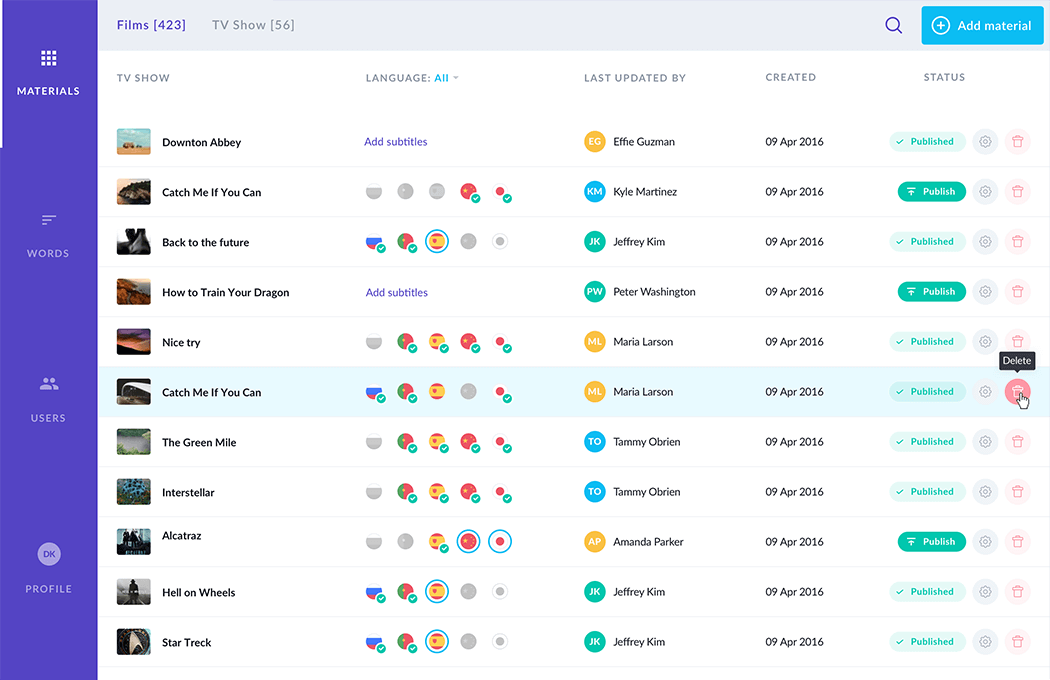 Films [423] TV Show [56] Add material
MATERIALS
WORDS
USERS
DK
PROFILE
TV SHOW LANGUAGE: All LAST UPDATED BY CREATED STATUS
Downton Abbey Add subtitles EG Effie Guzman 09 Apr 2016 Published
Catch Me If You Can KM Kyle Martinez 09 Apr 2016 Publish
Back to the future JK Jeffrey Kim 09 Apr 2016 Published
How to Train Your Dragon Add subtitles PW Peter Washington 09 Apr 2016 Publish
Nice try ML Maria Larson 09 Apr 2016 Published
Delete
Catch Me If You Can ML Maria Larson 09 Apr 2016 Published
The Green Mile TO Tammy Obrien 09 Apr 2016 Published
Interstellar TO Tammy Obrien 09 Apr 2016 Published
Alcatraz AP Amanda Parker 09 Apr 2016 Publish
Hell on Wheels JK Jeffrey Kim 09 Apr 2016 Published
Star Treck JK Jeffrey Kim 09 Apr 2016 Published